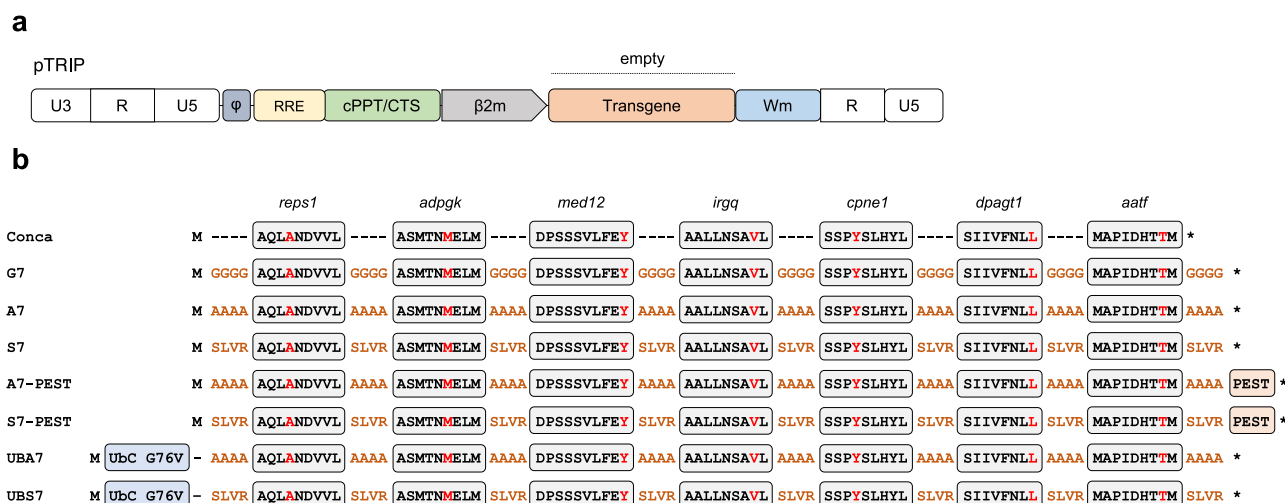 a
pTRIP
empty
U3 R U5 φ RRE cPPT/CTS β2m Transgene Wm R U5
b
reps1 adpgk med12 irgq cpne1 dpagt1 aatf
Conca M ---- AQLANDVVL ---- ASMTNMELM ---- DPSSSVLFEY ---- AALLNSAVL ---- SSPYSLHYL ---- SIIVFNLL ---- MAPIDHTTM *
G7 M GGGG AQLANDVVL GGGG ASMTNMELM GGGG DPSSSVLFEY GGGG AALLNSAVL GGGG SSPYSLHYL GGGG SIIVFNLL GGGG MAPIDHTTM GGGG *
A7 M AAAA AQLANDVVL AAAA ASMTNMELM AAAA DPSSSVLFEY AAAA AALLNSAVL AAAA SSPYSLHYL AAAA SIIVFNLL AAAA MAPIDHTTM AAAA *
S7 M SLVR AQLANDVVL SLVR ASMTNMELM SLVR DPSSSVLFEY SLVR AALLNSAVL SLVR SSPYSLHYL SLVR SIIVFNLL SLVR MAPIDHTTM SLVR *
A7-PEST M AAAA AQLANDVVL AAAA ASMTNMELM AAAA DPSSSVLFEY AAAA AALLNSAVL AAAA SSPYSLHYL AAAA SIIVFNLL AAAA MAPIDHTTM AAAA PEST *
S7-PEST M SLVR AQLANDVVL SLVR ASMTNMELM SLVR DPSSSVLFEY SLVR AALLNSAVL SLVR SSPYSLHYL SLVR SIIVFNLL SLVR MAPIDHTTM SLVR PEST *
UBA7 M UbC G76V - AAAA AQLANDVVL AAAA ASMTNMELM AAAA DPSSSVLFEY AAAA AALLNSAVL AAAA SSPYSLHYL AAAA SIIVFNLL AAAA MAPIDHTTM AAAA *
UBS7 M UbC G76V - SLVR AQLANDVVL SLVR ASMTNMELM SLVR DPSSSVLFEY SLVR AALLNSAVL SLVR SSPYSLHYL SLVR SIIVFNLL SLVR MAPIDHTTM SLVR *